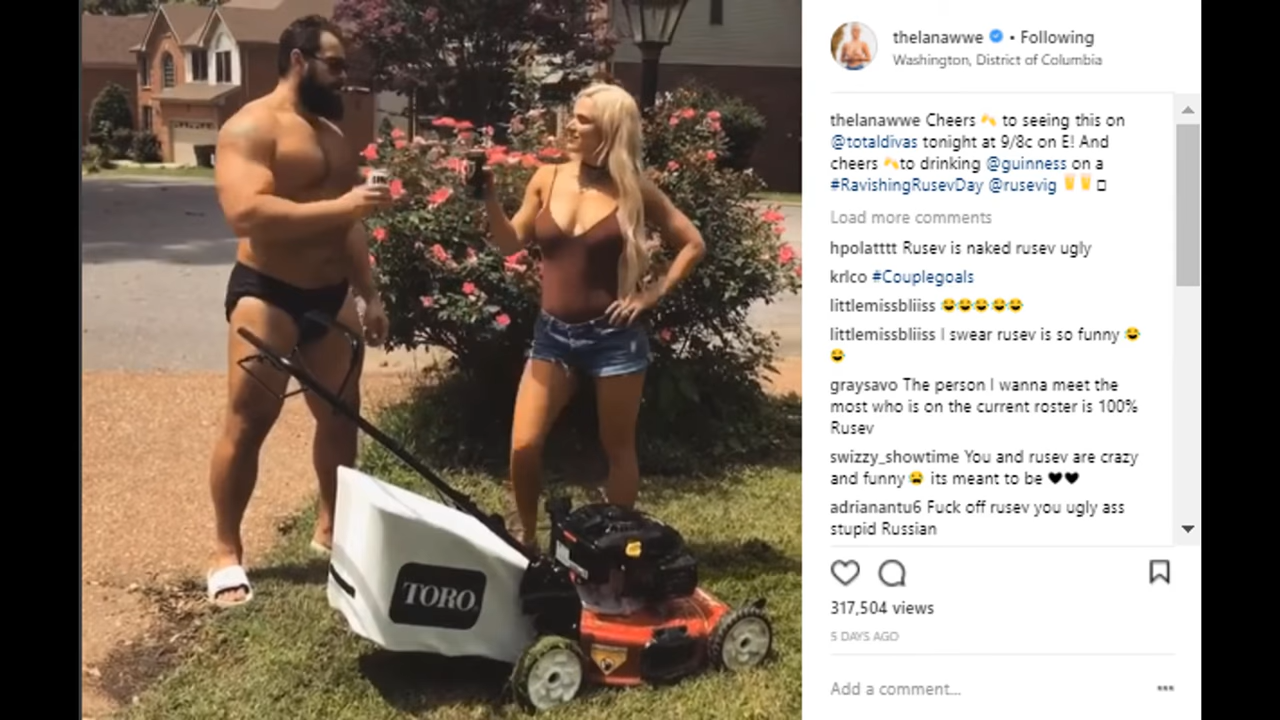 thelanawwe • Following
Washington, District of Columbia
thelanawwe Cheers 🙌 to seeing this on
@totaldivas tonight at 9/8c on E! And
cheers 🙌to drinking @guinness on a
#RavishingRusevDay @rusevig 🍺🍺
Load more comments
hpolatttt Rusev is naked rusev ugly
krlco #Couplegoals
littlemissbliiss 😂😂😂😂😂
littlemissbliiss I swear rusev is so funny 😂
😂
graysavo The person I wanna meet the
most who is on the current roster is 100%
Rusev
swizzy_showtime You and rusev are crazy
and funny😭 its meant to be ♥♥
adrianantu6 Fuck off rusev you ugly ass
stupid Russian
317,504 views
5 DAYS AGO
Add a comment...
TORO